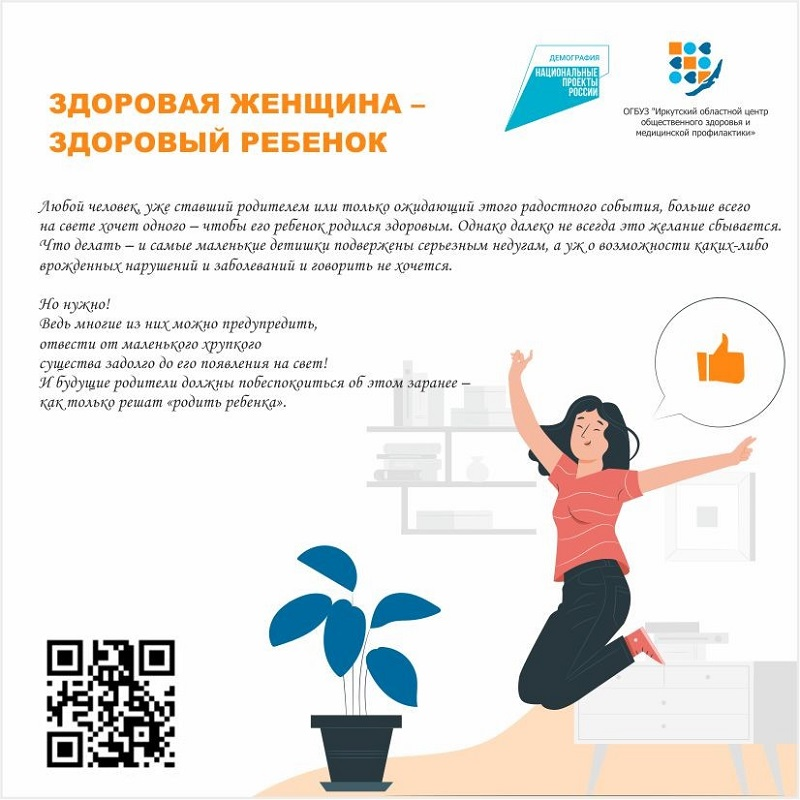 ЗДОРОВАЯ ЖЕНЩИНА –
ЗДОРОВЫЙ РЕБЕНОК
ДЕМОГРАФИЯ
НАЦИОНАЛЬНЫЕ
ПРОЕКТЫ
РОССИИ
ОГБУЗ "Иркутский областной центр
общественного здоровья и
медицинской профилактики»
Любой человек, уже ставший родителем или только ожидающий этого радостного события, больше всего
на свете хочет одного – чтобы его ребенок родился здоровым. Однако далеко не всегда это желание сбывается.
Что делать – и самые маленькие детишки подвержены серьезным недугам, а уж о возможности каких-либо
врожденных нарушений и заболеваний и говорить не хочется.
Но нужно!
Ведь многие из них можно предупредить,
отвести от маленького хрупкого
существа задолго до его появления на свет!
И будущие родители должны побеспокоиться об этом заранее –
как только решат «родить ребенка».